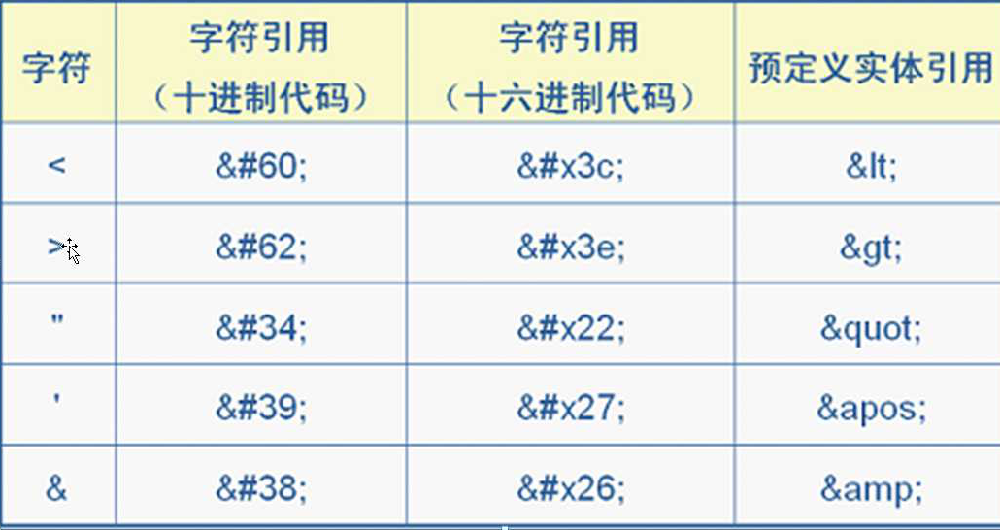 字符 字符引用 字符引用 预定义实体引用
（十进制代码） （十六进制代码）
< &#60; &#x3c; &lt;
> &#62; &#x3e; &gt;
" &#34; &#x22; &quot;
' &#39; &#x27; &apos;
& &#38; &#x26; &amp;